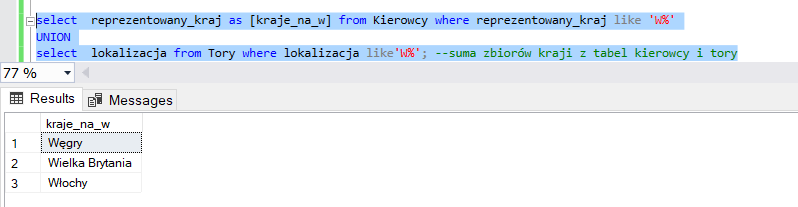 select reprezentowany_kraj as [kraje_na_w] from Kierowcy where reprezentowany_kraj like 'W%'
UNION
select lokalizacja from Tory where lokalizacja like'W%'; --suma zbiorów kraji z tabel kierowcy i tory
77 %
Results Messages
kraje_na_w
1 Węgry
2 Wielka Brytania
3 Włochy